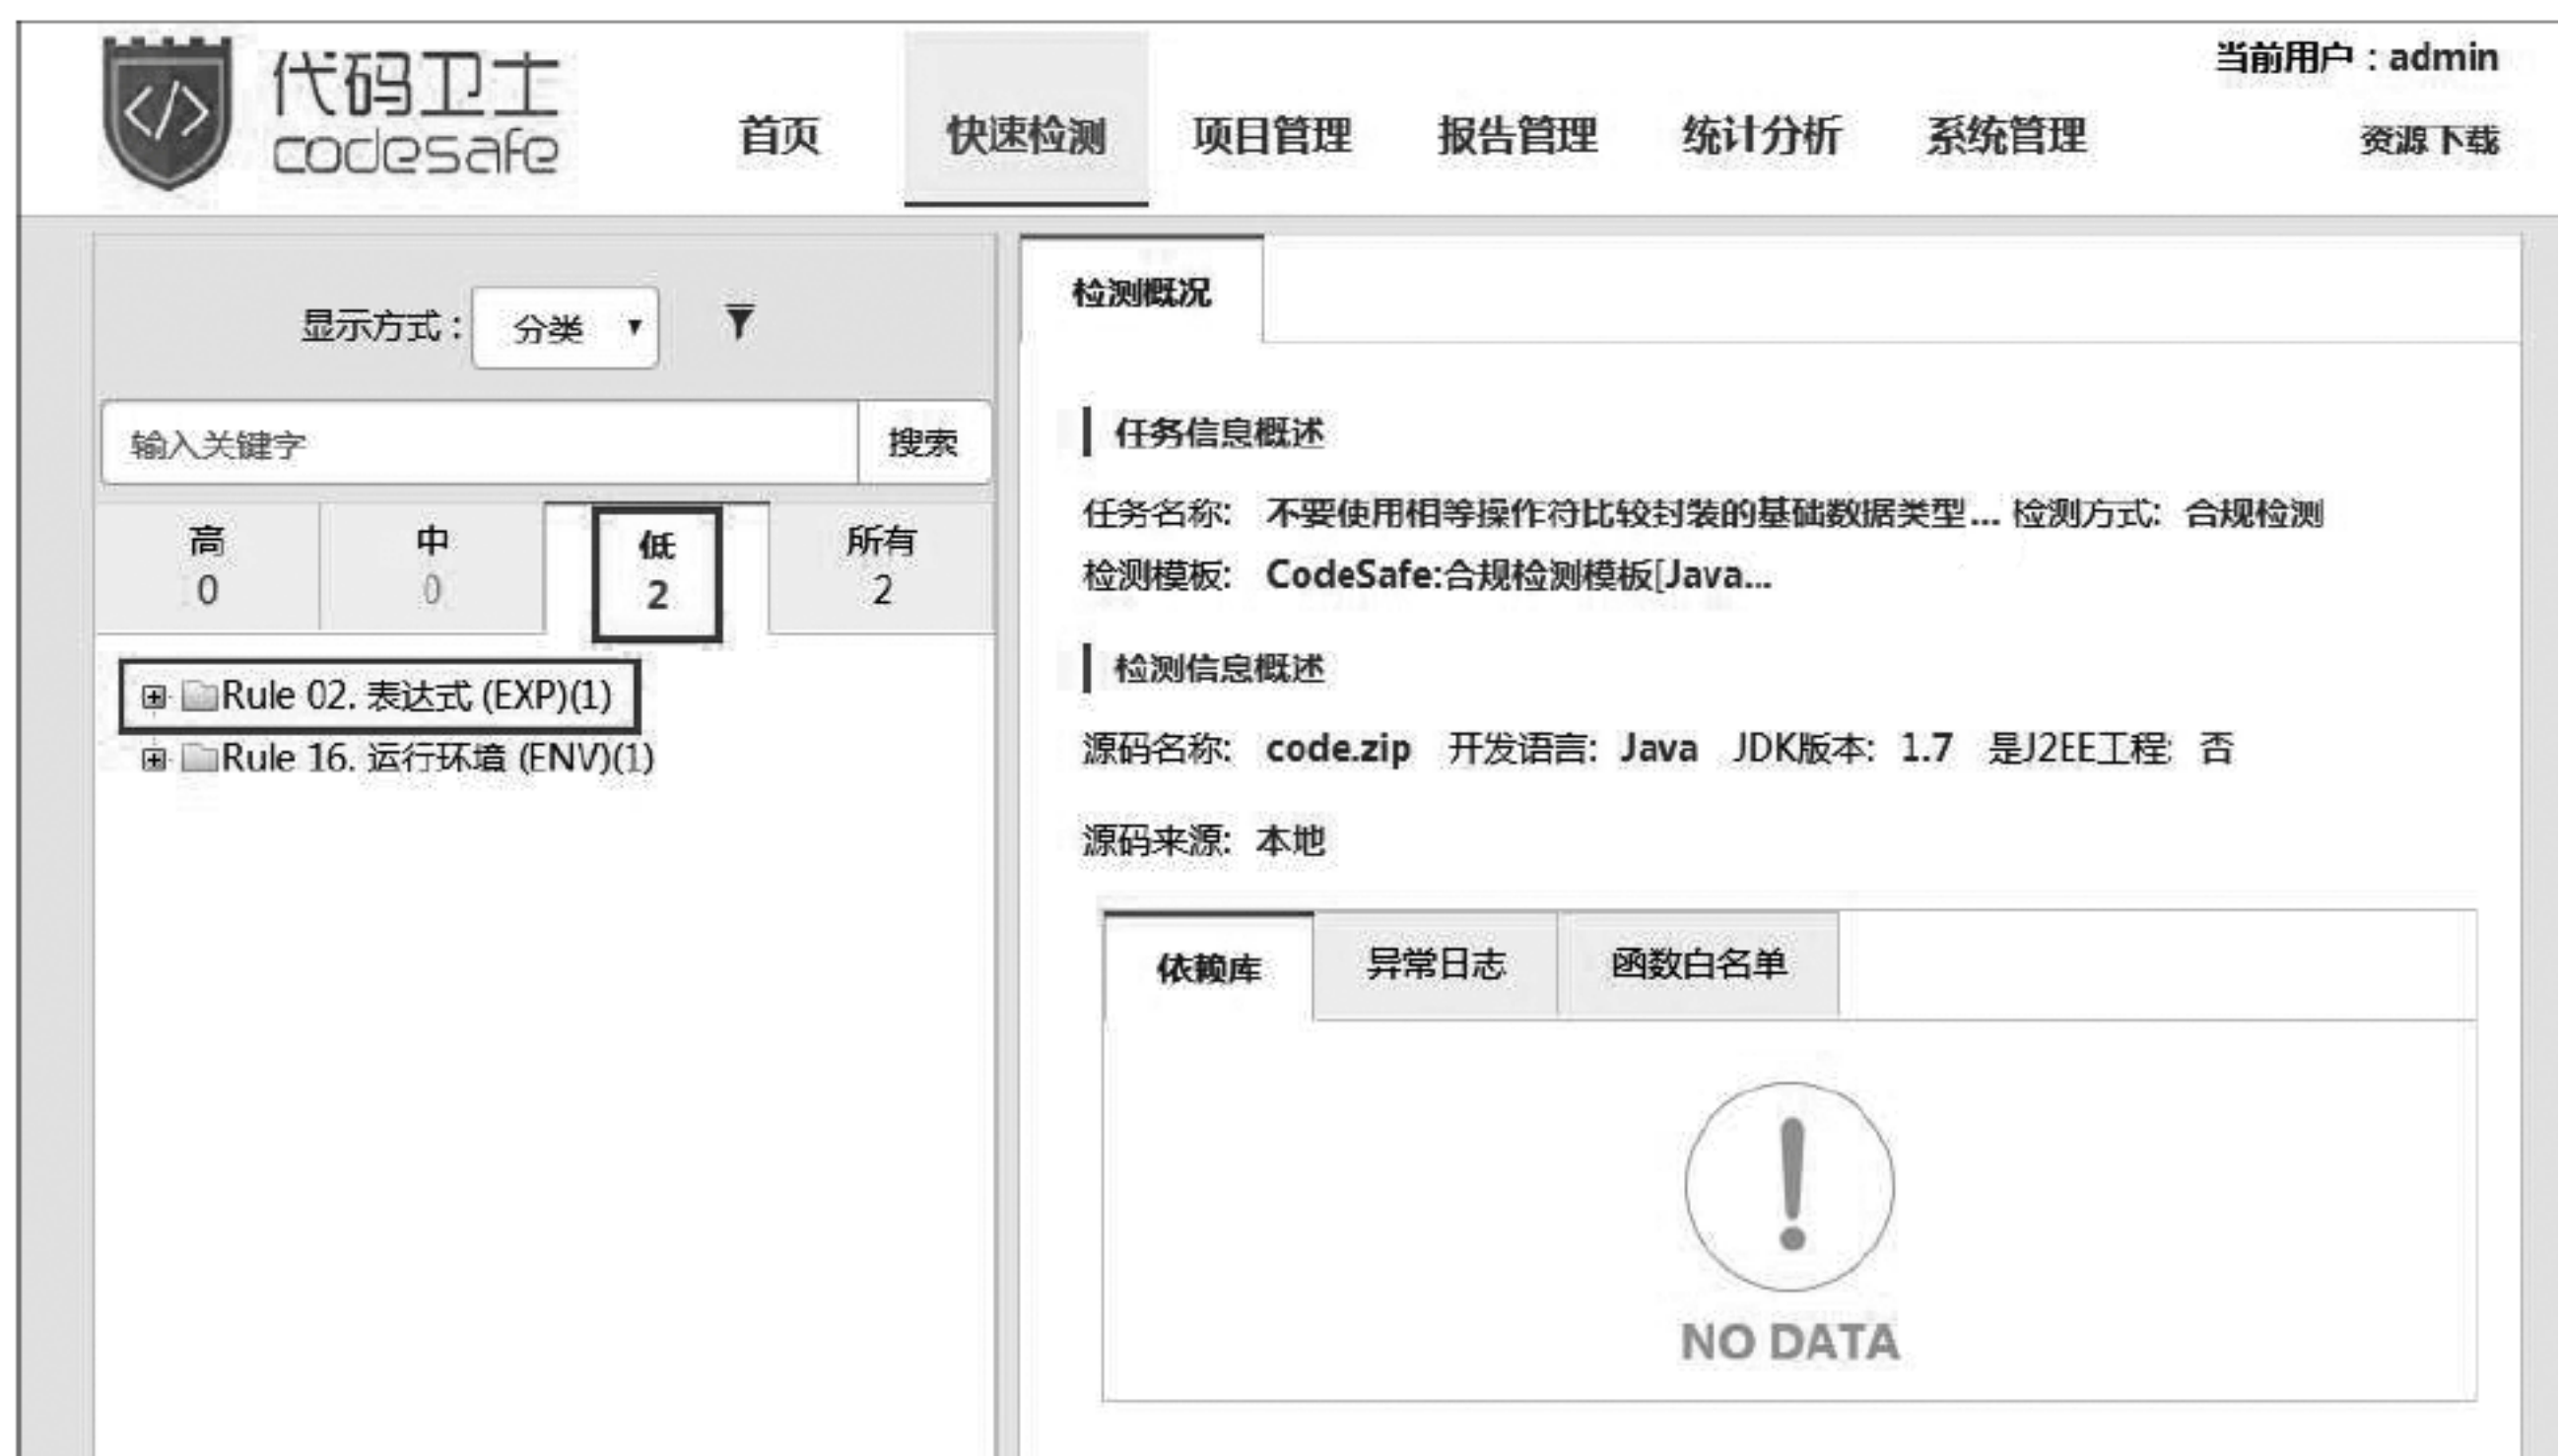 代码卫士
codesafe
当前用户：admin
首页 快速检测 项目管理 报告管理 统计分析 系统管理 资源下载
显示方式： 分类
输入关键字 搜索
高 中 低 所有
0 0 2 2
Rule 02. 表达式 (EXP)(1)
Rule 16. 运行环境 (ENV)(1)
检测概况
任务信息概述
任务名称: 不要使用相等操作符比较封装的基础数据类型... 检测方式: 合规检测
检测模板: CodeSafe:合规检测模板[Java...
检测信息概述
源码名称: code.zip 开发语言: Java JDK版本: 1.7 是J2EE工程: 否
源码来源: 本地
依赖库 异常日志 函数白名单
NO DATA